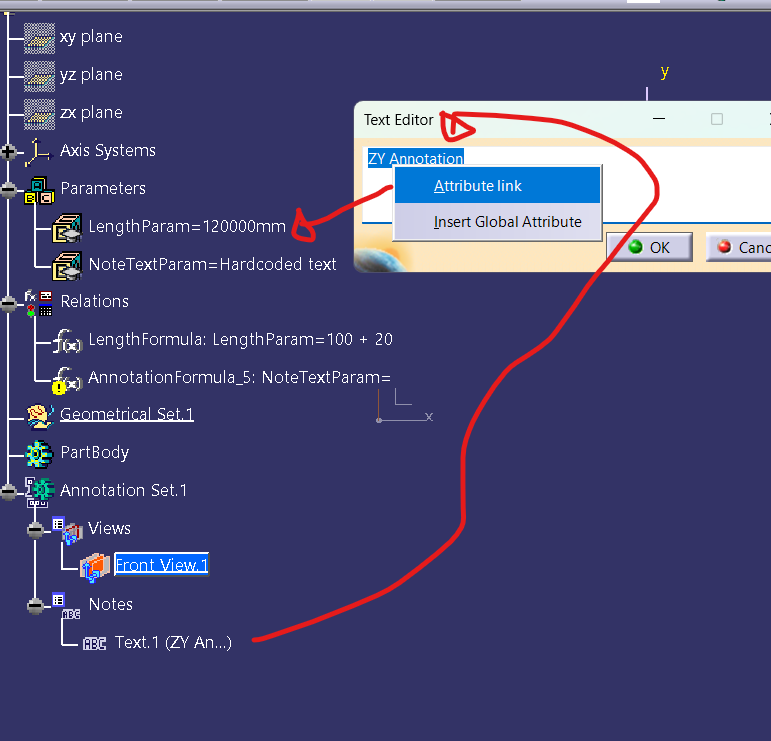 xy plane
yz plane
zx plane
Axis Systems
Parameters
LengthParam=120000mm
NoteTextParam=Hardcoded text
Relations
LengthFormula: LengthParam=100 + 20
AnnotationFormula_5: NoteTextParam=
Geometrical Set.1
PartBody
Annotation Set.1
Views
Front View.1
Notes
ABC Text.1 (ZY An...)
y
Text Editor
ZY Annotation
Attribute link
Insert Global Attribute
OK
Canc
x